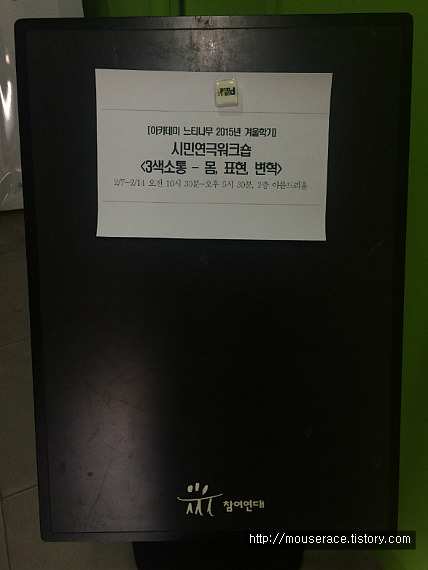 [아카데미 느티나무 2015년 겨울학기]
시민연극워크숍
<3색소통 - 몸, 표현, 변혁>
2/7~2/14 오전 10시 30분~오후 5시 30분, 2층 아름드리홀
참여연대
http://mouserace.tistory.com